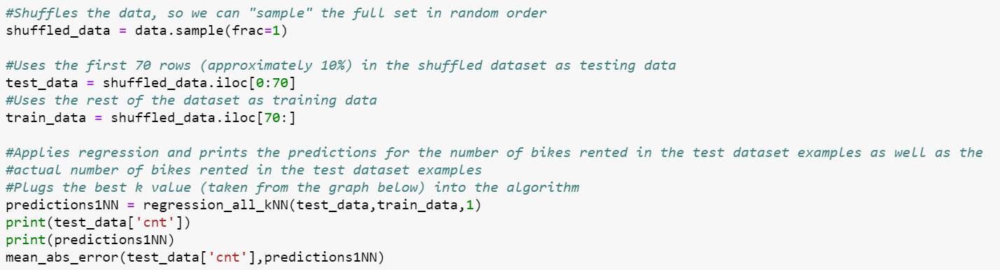 #Shuffles the data, so we can "sample" the full set in random order
shuffled_data = data.sample(frac=1)
#Uses the first 70 rows (approximately 10%) in the shuffled dataset as testing data
test_data = shuffled_data.iloc[0:70]
#Uses the rest of the dataset as training data
train_data = shuffled_data.iloc[70:]
#Applies regression and prints the predictions for the number of bikes rented in the test dataset examples as well as the
#actual number of bikes rented in the test dataset examples
#Plugs the best k value (taken from the graph below) into the algorithm
predictions1NN = regression_all_kNN(test_data,train_data,1)
print(test_data['cnt'])
print(predictions1NN)
mean_abs_error(test_data['cnt'],predictions1NN)